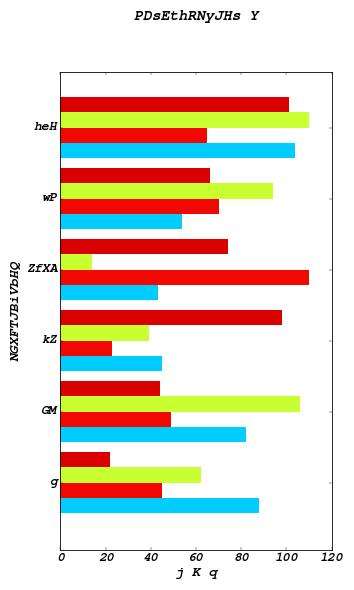 PDsEthRNyJHs Y
heH
wP
ZfXA
kZ
GM
g
NGXFTJBiVbHQ
0 20 40 60 80 100 120
j K q